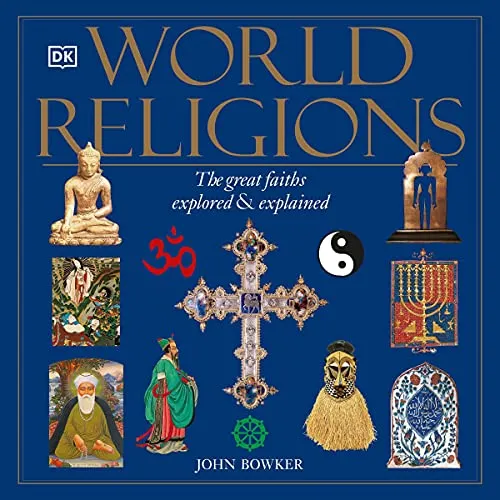 DK
WORLD
RELIGIONS
The great faiths
explored & explained
ॐ
JOHN BOWKER